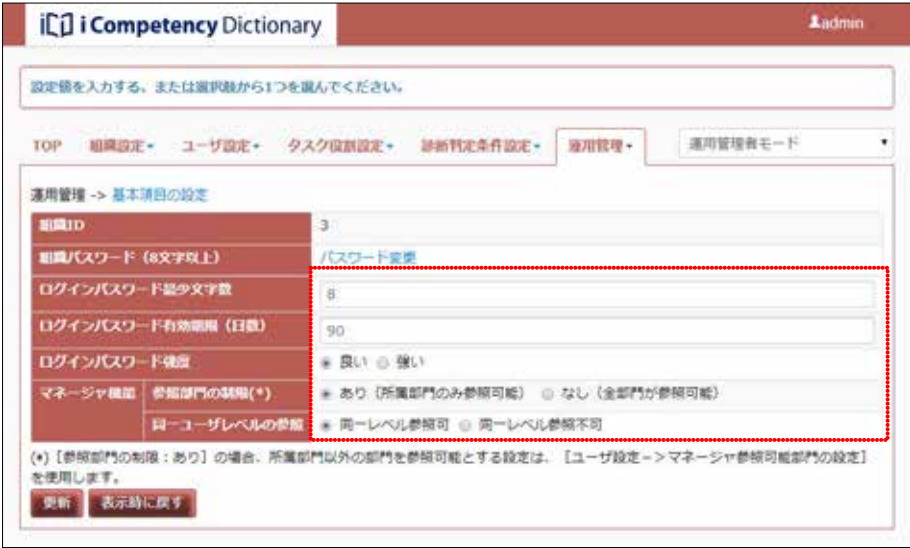 i Competency Dictionary
admin
設定値を入力する、または選択肢から1つを選んでください。
TOP 組織設定 ユーザ設定 タスク役割設定 診断判定条件設定 運用管理 運用管理者モード
運用管理 -> 基本項目の設定
組織ID 3
組織パスワード（8文字以上） パスワード変更
ログインパスワード最少文字数 8
ログインパスワード有効期限（日数） 90
ログインパスワード強度 良い 強い
マネージャ機能 参照部門の制限(*) あり（所属部門のみ参照可能） なし（全部門が参照可能）
同一ユーザレベルの参照 同一レベル参照可 同一レベル参照不可
(*)［参照部門の制限：あり］の場合、所属部門以外の部門を参照可能とする設定は、［ユーザ設定->マネージャ参照可能部門の設定］
を使用します。
更新 表示時に戻す